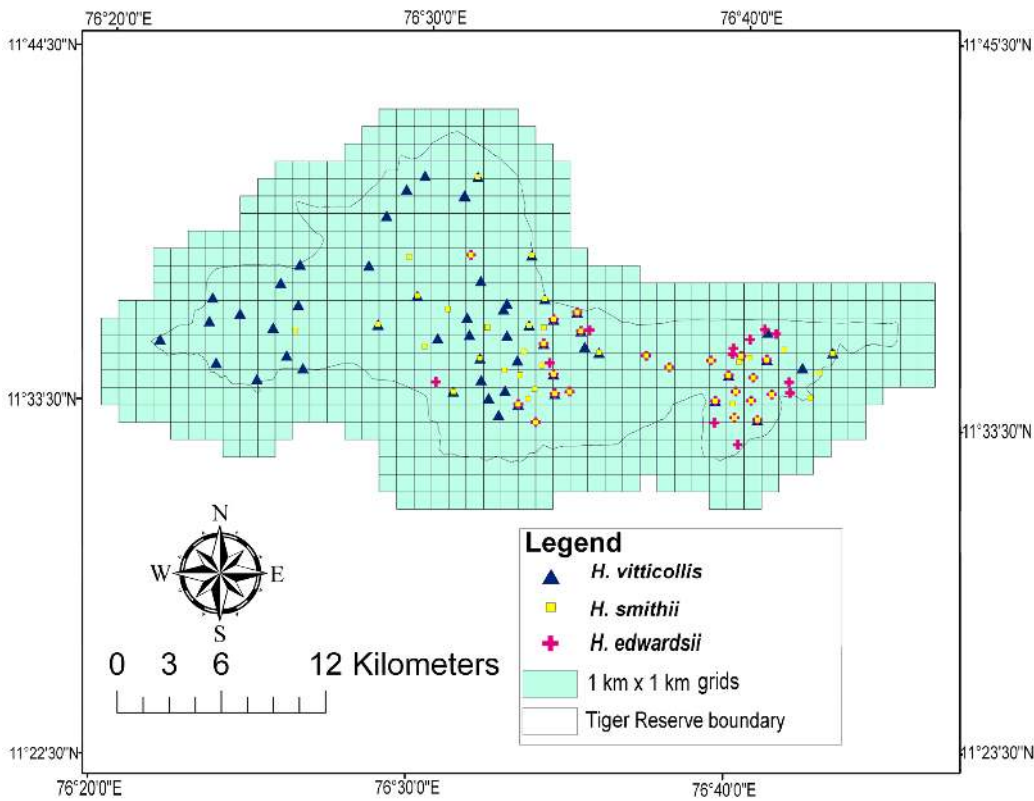 76°20'0"E 76°30'0"E 76°40'0"E
11°44'30"N 11°45'30"N
11°33'30"N 11°33'30"N
N
W E
S
Legend
H. vitticollis
H. smithii
H. edwardsii
1 km x 1 km grids
Tiger Reserve boundary
0 3 6 12 Kilometers
11°22'30"N 11°23'30"N
76°20'0"E 76°30'0"E 76°40'0"E